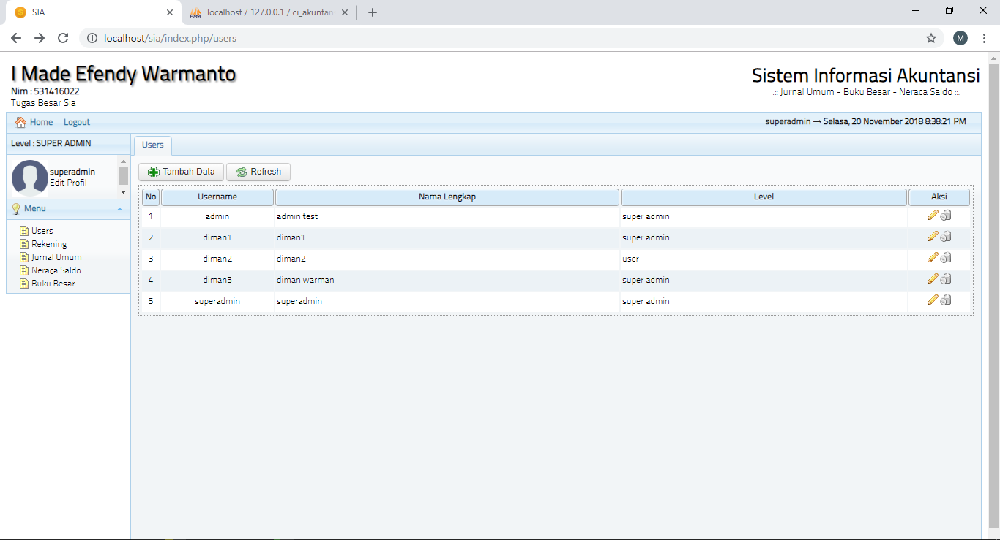 SIA
localhost / 127.0.0.1 / ci_akuntan
localhost/sia/index.php/users
M
I Made Efendy Warmanto
Nim : 531416022
Tugas Besar Sia
Sistem Informasi Akuntansi
.:: Jurnal Umum - Buku Besar - Neraca Saldo ::.
Home Logout
superadmin → Selasa, 20 November 2018 8:38:21 PM
Level : SUPER ADMIN
superadmin
Edit Profil
Menu
Users
Rekening
Jurnal Umum
Neraca Saldo
Buku Besar
Users
Tambah Data Refresh
No Username Nama Lengkap Level Aksi
1 admin admin test super admin
2 diman1 diman1 super admin
3 diman2 diman2 user
4 diman3 diman warman super admin
5 superadmin superadmin super admin